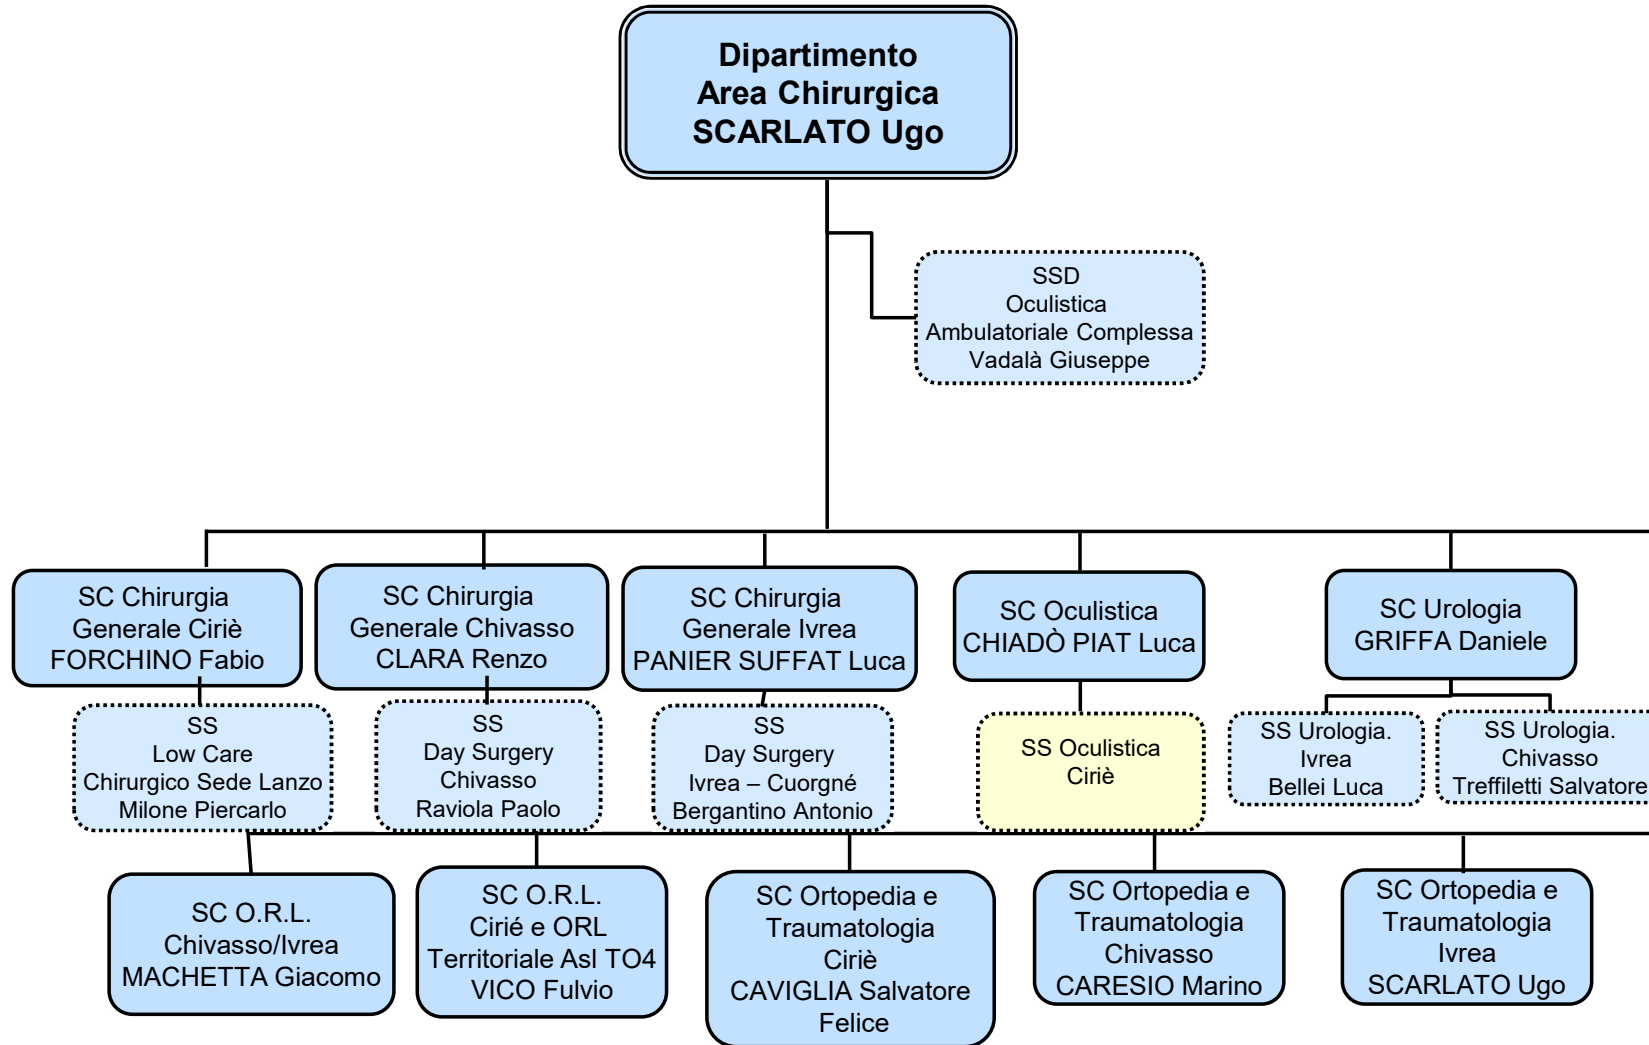 Dipartimento
Area Chirurgica
SCARLATO Ugo
SSD
Oculistica
Ambulatoriale Complessa
Vadalà Giuseppe
SC Chirurgia
Generale Ciriè
FORCHINO Fabio
SC Chirurgia
Generale Chivasso
CLARA Renzo
SC Chirurgia
Generale Ivrea
PANIER SUFFAT Luca
SC Oculistica
CHIADÒ PIAT Luca
SC Urologia
GRIFFA Daniele
SS
Low Care
Chirurgico Sede Lanzo
Milone Piercarlo
SS
Day Surgery
Chivasso
Raviola Paolo
SS
Day Surgery
Ivrea – Cuorgné
Bergantino Antonio
SS Oculistica
Ciriè
SS Urologia.
Ivrea
Bellei Luca
SS Urologia.
Chivasso
Treffiletti Salvatore
SC O.R.L.
Chivasso/Ivrea
MACHETTA Giacomo
SC O.R.L.
Cirié e ORL
Territoriale Asl TO4
VICO Fulvio
SC Ortopedia e
Traumatologia
Ciriè
CAVIGLIA Salvatore
Felice
SC Ortopedia e
Traumatologia
Chivasso
CARESIO Marino
SC Ortopedia e
Traumatologia
Ivrea
SCARLATO Ugo